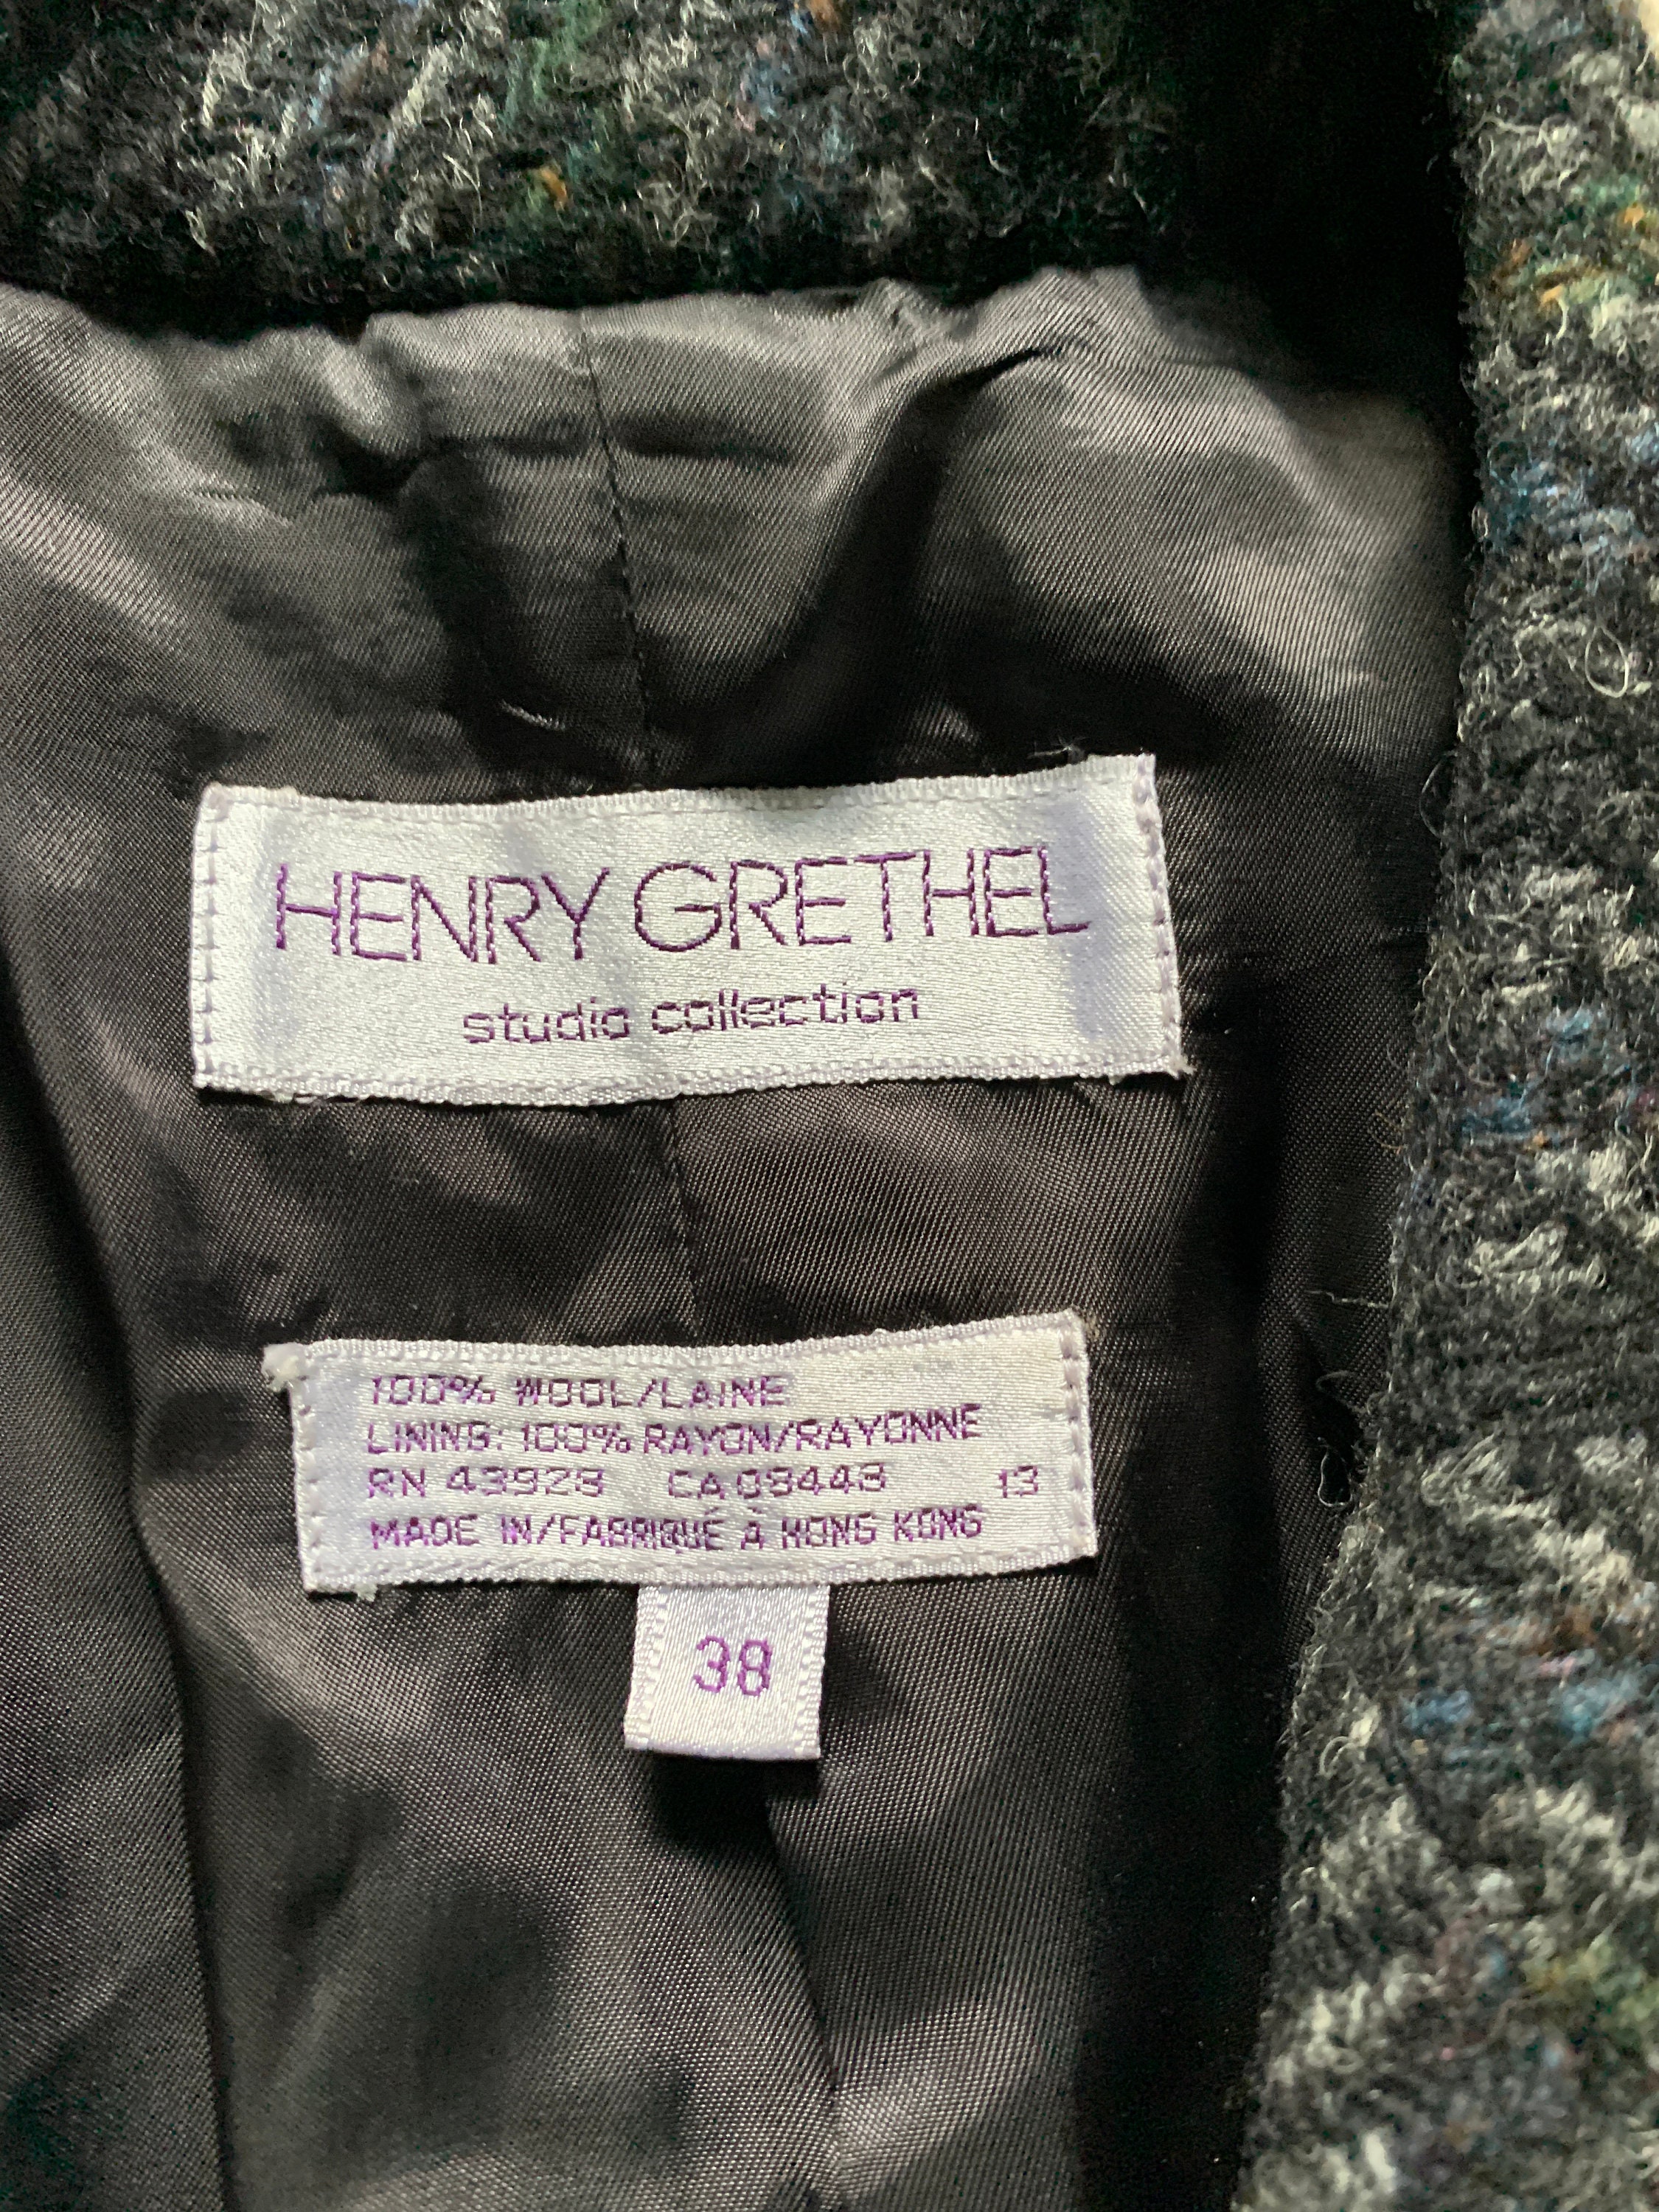 HENRY GRETHEL
studio collection
100% WOOL/LAINE
LINING: 100% RAYON/RAYONNE
RN 43928 CA 08443 13
MADE IN/FABRIQUÉ À HONG KONG
38